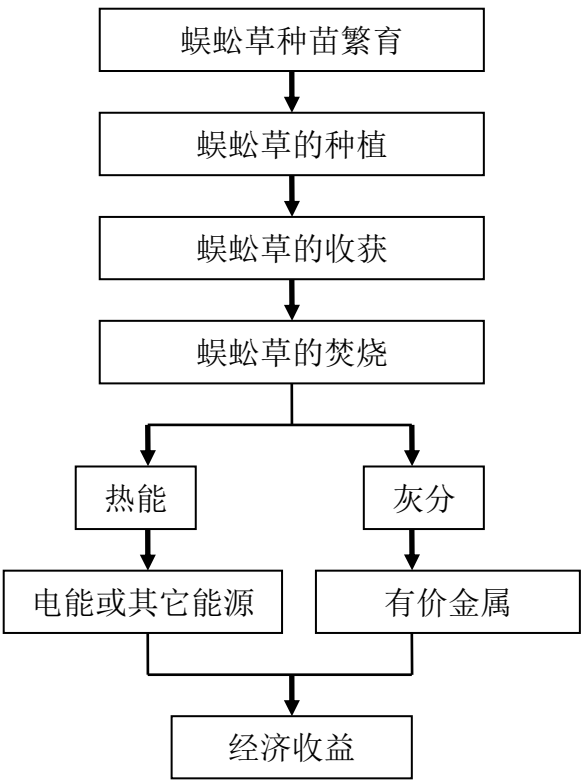 蜈蚣草种苗繁育
蜈蚣草的种植
蜈蚣草的收获
蜈蚣草的焚烧
热能
灰分
电能或其它能源
有价金属
经济收益